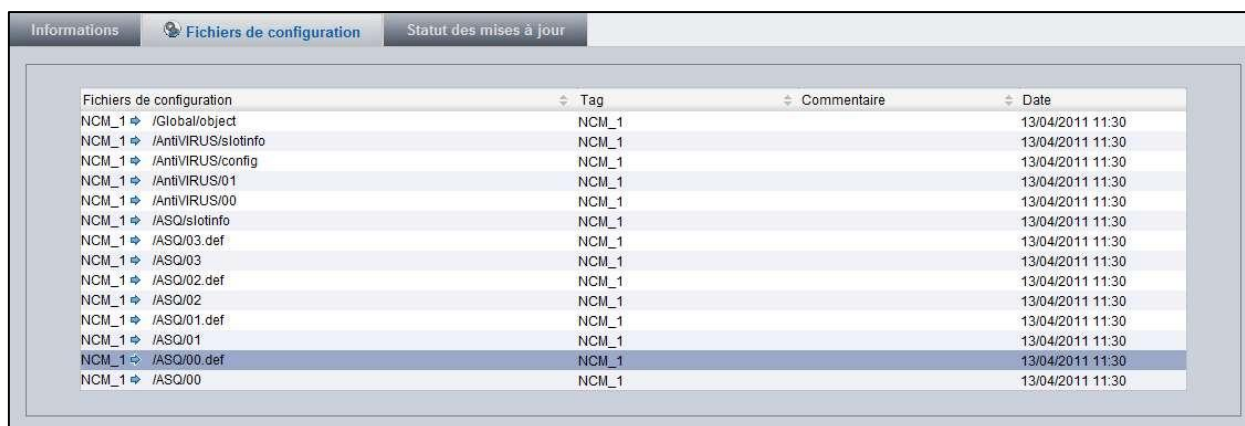 Informations Fichiers de configuration Statut des mises à jour
Fichiers de configuration Tag Commentaire Date
NCM_1 /Global/object NCM_1 13/04/2011 11:30
NCM_1 /AntiVIRUS/slotinfo NCM_1 13/04/2011 11:30
NCM_1 /AntiVIRUS/config NCM_1 13/04/2011 11:30
NCM_1 /AntiVIRUS/01 NCM_1 13/04/2011 11:30
NCM_1 /AntiVIRUS/00 NCM_1 13/04/2011 11:30
NCM_1 /ASQ/slotinfo NCM_1 13/04/2011 11:30
NCM_1 /ASQ/03.def NCM_1 13/04/2011 11:30
NCM_1 /ASQ/03 NCM_1 13/04/2011 11:30
NCM_1 /ASQ/02.def NCM_1 13/04/2011 11:30
NCM_1 /ASQ/02 NCM_1 13/04/2011 11:30
NCM_1 /ASQ/01.def NCM_1 13/04/2011 11:30
NCM_1 /ASQ/01 NCM_1 13/04/2011 11:30
NCM_1 /ASQ/00.def NCM_1 13/04/2011 11:30
NCM_1 /ASQ/00 NCM_1 13/04/2011 11:30